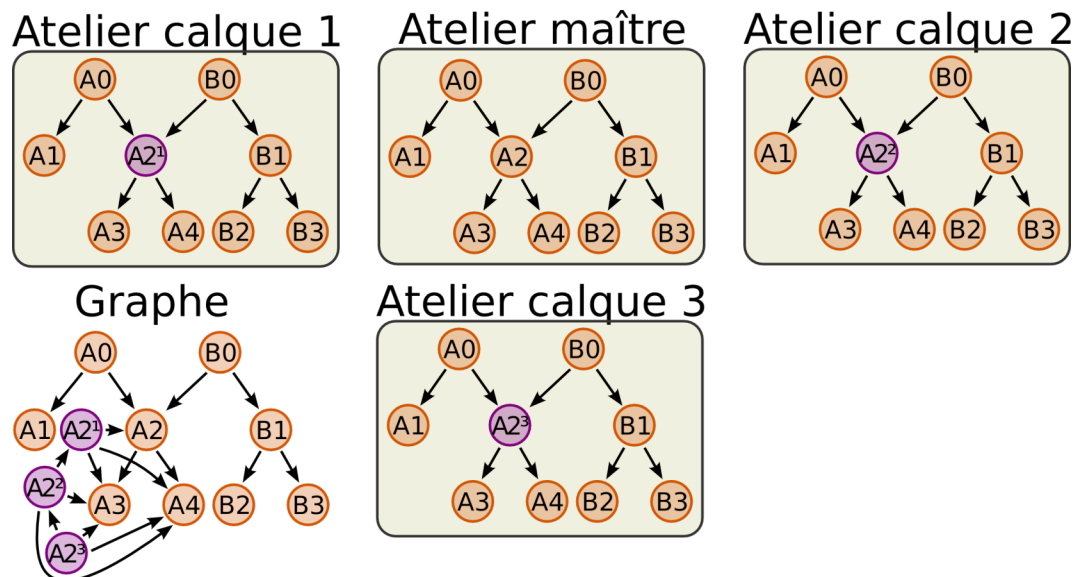 Atelier calque 1
A0 B0
A1 A2¹ B1
A3 A4 B2 B3
Atelier maître
A0 B0
A1 A2 B1
A3 A4 B2 B3
Atelier calque 2
A0 B0
A1 A2² B1
A3 A4 B2 B3
Graphe
A0 B0
A1 A2¹ A2 B1
A2² A3 A4 B2 B3
A2³
Atelier calque 3
A0 B0
A1 A2³ B1
A3 A4 B2 B3